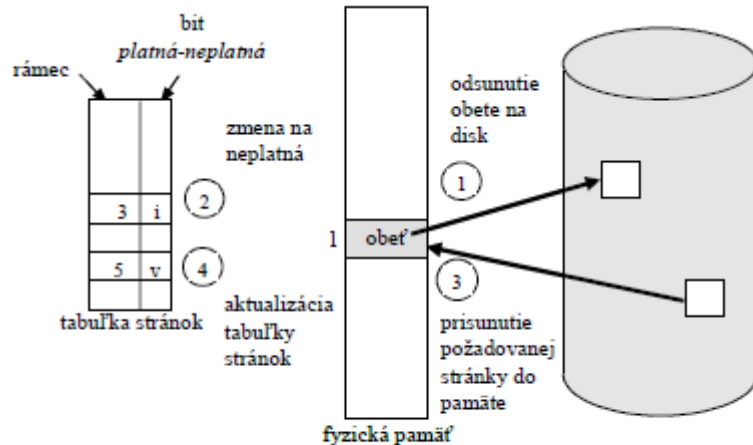 bit
platná-neplatná
rámec
zmena na
neplatná
3 i
2
5 v
4
tabuľka stránok
aktualizácia
tabuľky
stránok
1
obeť
fyzická pamäť
odsunutie
obete na
disk
1
3
prisunutie
požadovanej
stránky do
pamäte